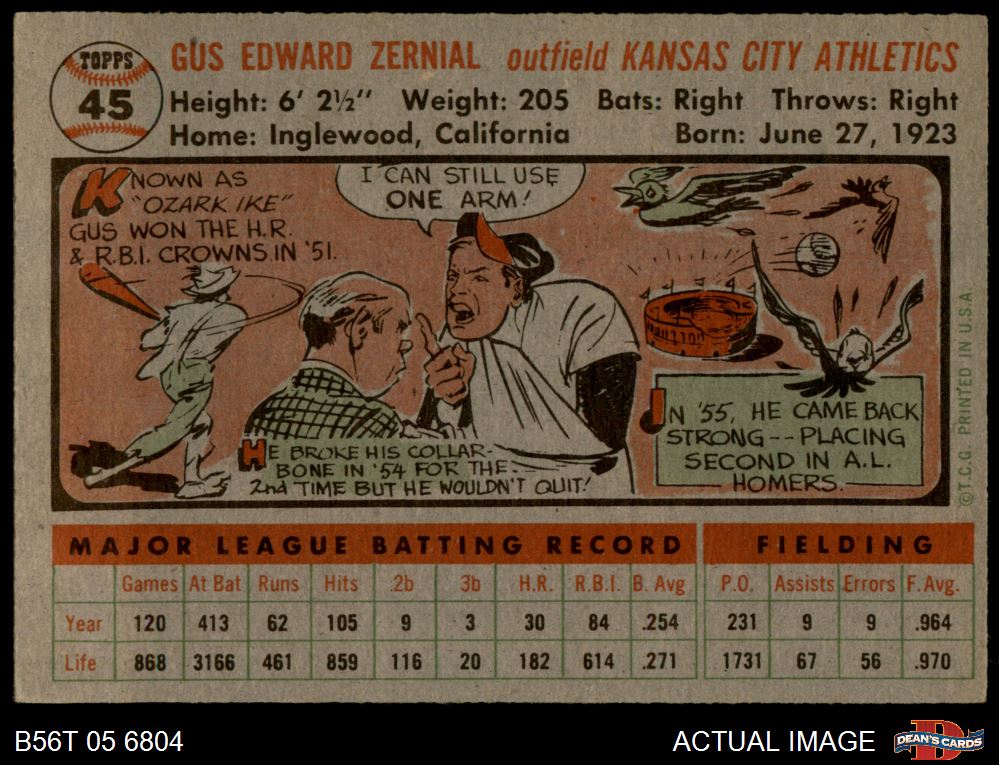 TOPPS
45
GUS EDWARD ZERNIAL outfield KANSAS CITY ATHLETICS
Height: 6' 2½" Weight: 205 Bats: Right Throws: Right
Home: Inglewood, California Born: June 27, 1923
KNOWN AS
"OZARK IKE"
GUS WON THE H.R.
& R.B.I. CROWNS IN '51.
I CAN STILL USE
ONE ARM!
HE BROKE HIS COLLAR-
BONE IN '54 FOR THE
2nd TIME BUT HE WOULDN'T QUIT!
IN '55, HE CAME BACK
STRONG--PLACING
SECOND IN A.L.
HOMERS.
©T.C.G. PRINTED IN U.S.A.
MAJOR LEAGUE BATTING RECORD FIELDING
Games At Bat Runs Hits 2b 3b H.R. R.B.I. B. Avg P.O. Assists Errors F. Avg.
Year 120 413 62 105 9 3 30 84 .254 231 9 9 .964
Life 868 3166 461 859 116 20 182 614 .271 1731 67 56 .970
B56T 05 6804 ACTUAL IMAGE DEAN'S CARDS